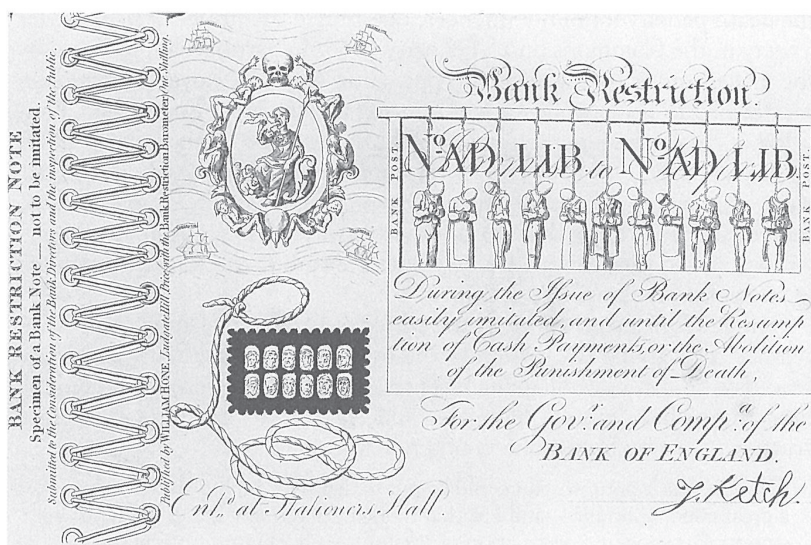 BANK RESTRICTION NOTE
Specimen of a Bank Note — not to be imitated.
Submitted to the Consideration of the Bank Directors and the inspection of the Public.
Published by WILLIAM HONE, Ludgate Hill Price with the Bank Restriction Barometer One Shilling.
Bank Restriction.
BANK POST.
No. AD LIB No. AD LIB
BANK POST.
During the Issue of Bank Notes
easily imitated, and until the Resump
tion of Cash Payments, or the Abolition
of the Punishment of Death,
For the Govr. and Compa. of the
BANK OF ENGLAND.
J. Ketch.
Entd. at Stationers Hall.